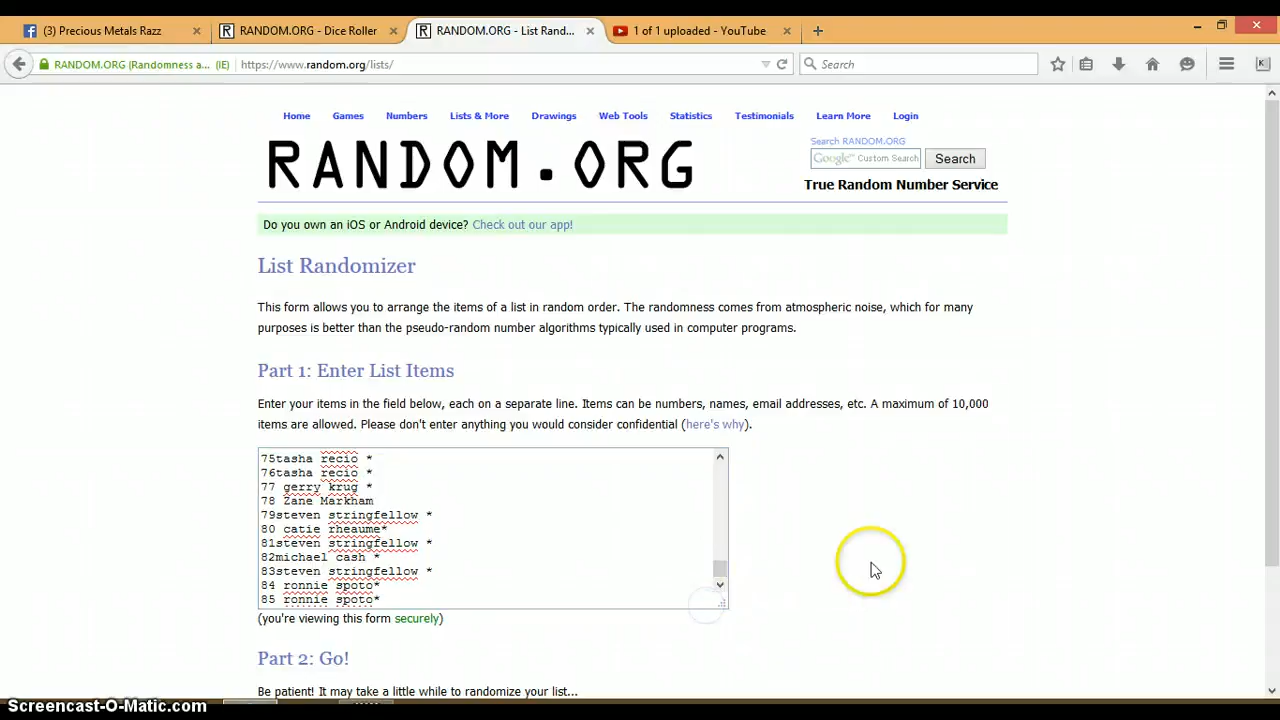 (3) Precious Metals Razz
RANDOM.ORG - Dice Roller
RANDOM.ORG - List Rand...
1 of 1 uploaded - YouTube
RANDOM.ORG (Randomness a... (IE)
https://www.random.org/lists/
Search
Home Games Numbers Lists & More Drawings Web Tools Statistics Testimonials Learn More Login
RANDOM.ORG
Search RANDOM.ORG
Google™ Custom Search
Search
True Random Number Service
Do you own an iOS or Android device? Check out our app!
List Randomizer
This form allows you to arrange the items of a list in random order. The randomness comes from atmospheric noise, which for many
purposes is better than the pseudo-random number algorithms typically used in computer programs.
Part 1: Enter List Items
Enter your items in the field below, each on a separate line. Items can be numbers, names, email addresses, etc. A maximum of 10,000
items are allowed. Please don't enter anything you would consider confidential (here's why).
75tasha recio *
76tasha recio *
77 gerry krug *
78 Zane Markham
79steven stringfellow *
80 catie rheaume*
81steven stringfellow *
82michael cash *
83steven stringfellow *
84 ronnie spoto*
85 ronnie spoto*
(you're viewing this form securely)
Part 2: Go!
Be patient! It may take a little while to randomize your list...
Screencast-O-Matic.com